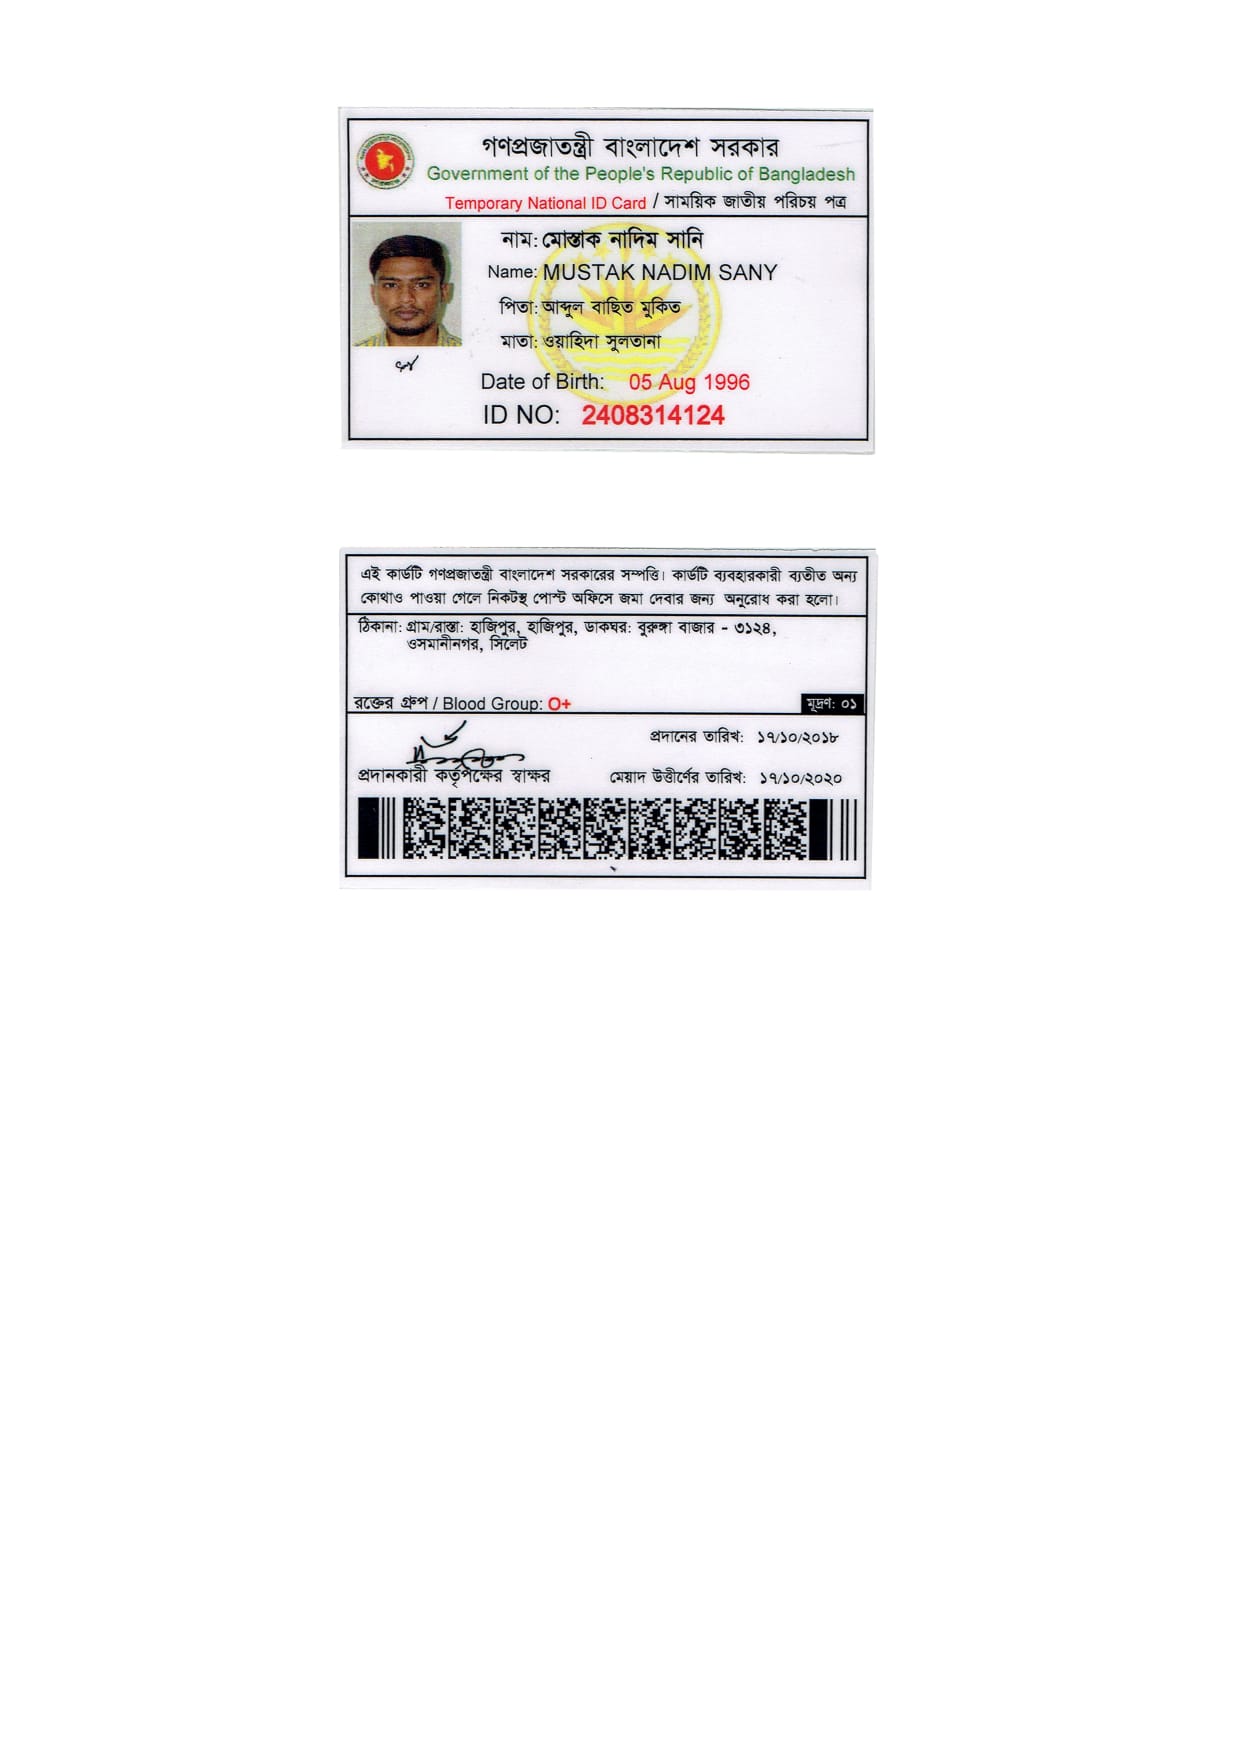 গণপ্রজাতন্ত্রী বাংলাদেশ সরকার
Government of the People's Republic of Bangladesh
Temporary National ID Card / সাময়িক জাতীয় পরিচয় পত্র
নাম: মোস্তাক নাদিম সানি
Name: MUSTAK NADIM SANY
পিতা: আব্দুল বাছিত মুকিত
মাতা: ওয়াহিদা সুলতানা
Date of Birth: 05 Aug 1996
ID NO: 2408314124
এই কার্ডটি গণপ্রজাতন্ত্রী বাংলাদেশ সরকারের সম্পত্তি। কার্ডটি ব্যবহারকারী ব্যতীত অন্য
কোথাও পাওয়া গেলে নিকটস্থ পোস্ট অফিসে জমা দেবার জন্য অনুরোধ করা হলো।
ঠিকানা: গ্রাম/রাস্তা: হাজিপুর, হাজিপুর, ডাকঘর: বুরুঙ্গা বাজার - ৩১২৪,
ওসমানীনগর, সিলেট
রক্তের গ্রুপ / Blood Group: O+
মূদ্রণ: ০১
প্রদানের তারিখ: ১৭/১০/২০১৮
প্রদানকারী কর্তৃপক্ষের স্বাক্ষর
মেয়াদ উত্তীর্ণের তারিখ: ১৭/১০/২০২০